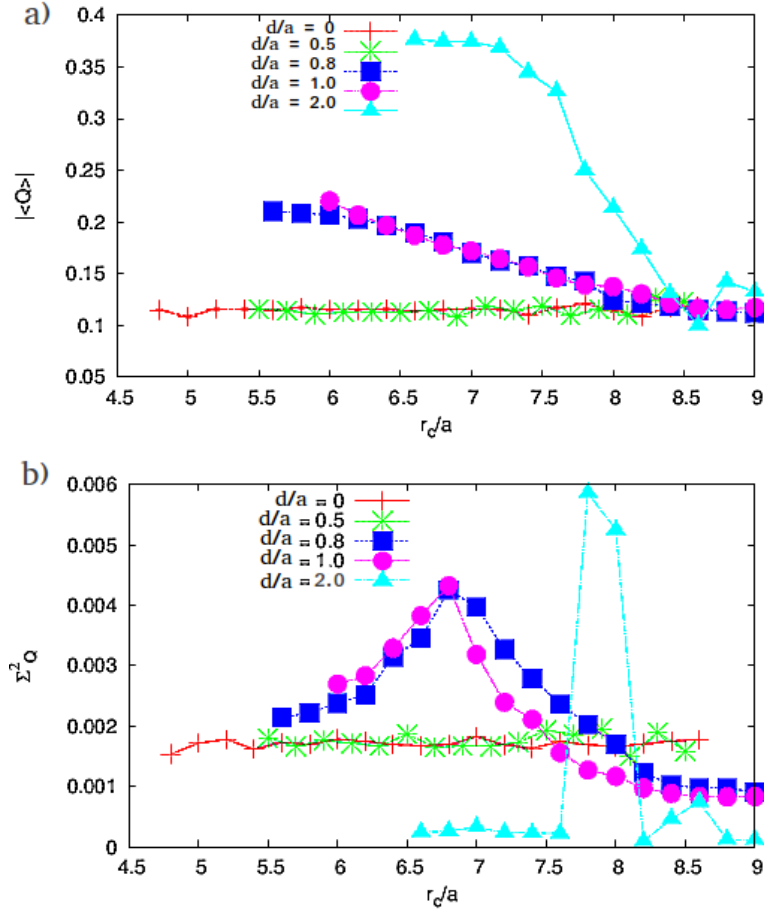 a)
d/a = 0
d/a = 0.5
d/a = 0.8
d/a = 1.0
d/a = 2.0
0.4
0.35
0.3
0.25
0.2
0.15
0.1
0.05
|<Q>|
4.5 5 5.5 6 6.5 7 7.5 8 8.5 9
r_c/a
b)
d/a = 0
d/a = 0.5
d/a = 0.8
d/a = 1.0
d/a = 2.0
0.006
0.005
0.004
0.003
0.002
0.001
0
Σ²Q
4.5 5 5.5 6 6.5 7 7.5 8 8.5 9
r_c/a